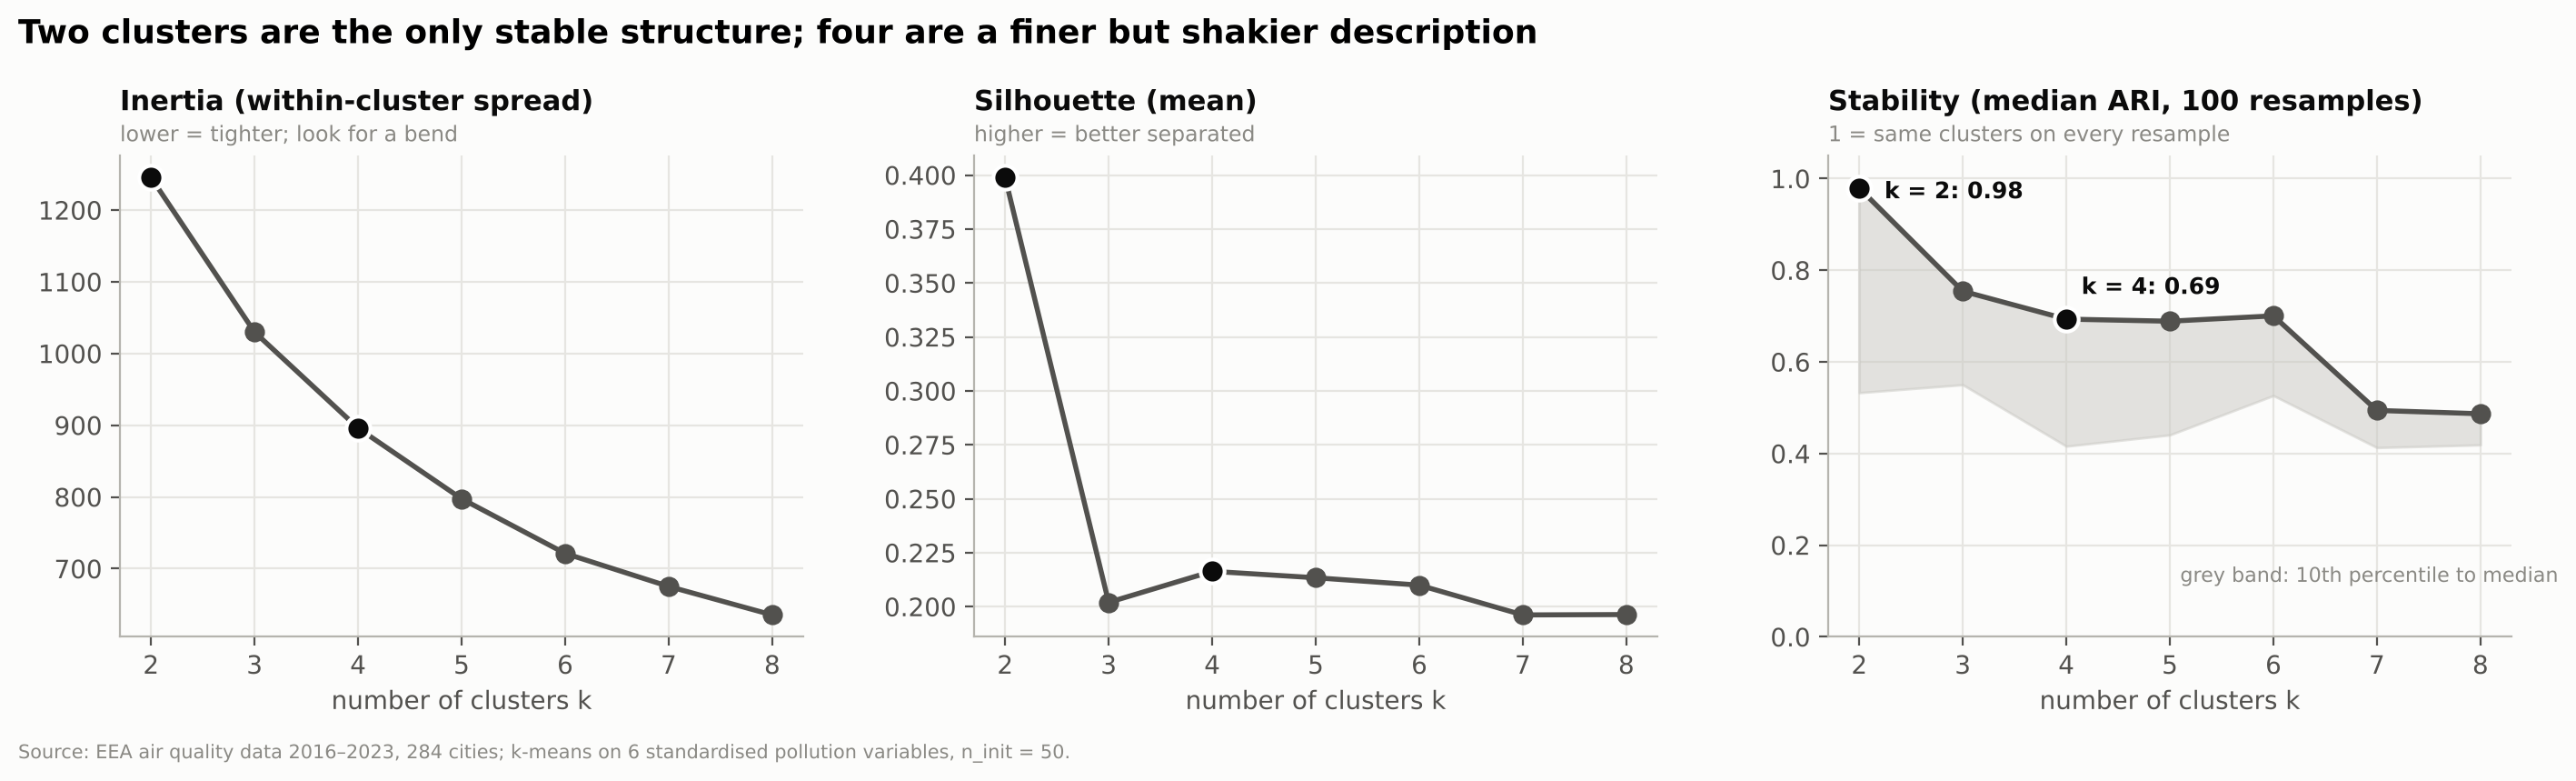 Two clusters are the only stable structure; four are a finer but shakier description
Inertia (within-cluster spread)
lower = tighter; look for a bend
1200
1100
1000
900
800
700
2 3 4 5 6 7 8
number of clusters k
Silhouette (mean)
higher = better separated
0.400
0.375
0.350
0.325
0.300
0.275
0.250
0.225
0.200
2 3 4 5 6 7 8
number of clusters k
Stability (median ARI, 100 resamples)
1 = same clusters on every resample
1.0
0.8
0.6
0.4
0.2
0.0
k = 2: 0.98
k = 4: 0.69
grey band: 10th percentile to median
2 3 4 5 6 7 8
number of clusters k
Source: EEA air quality data 2016–2023, 284 cities; k-means on 6 standardised pollution variables, n_init = 50.